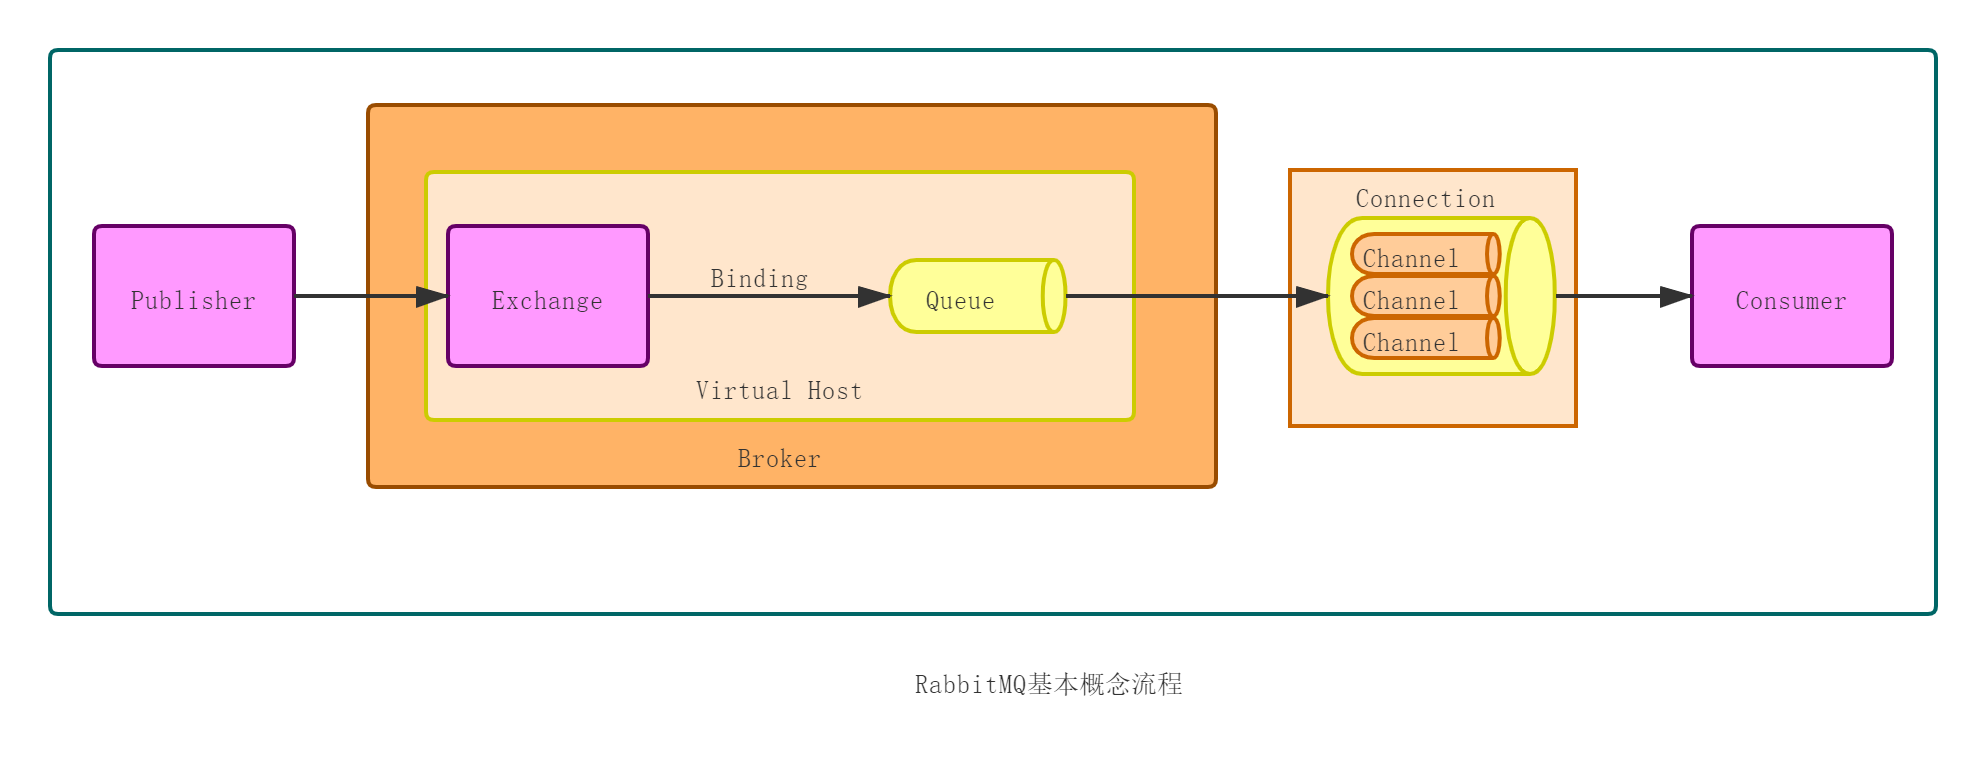 Publisher
Exchange
Binding
Queue
Virtual Host
Broker
Connection
Channel
Channel
Channel
Consumer
RabbitMQ基本概念流程